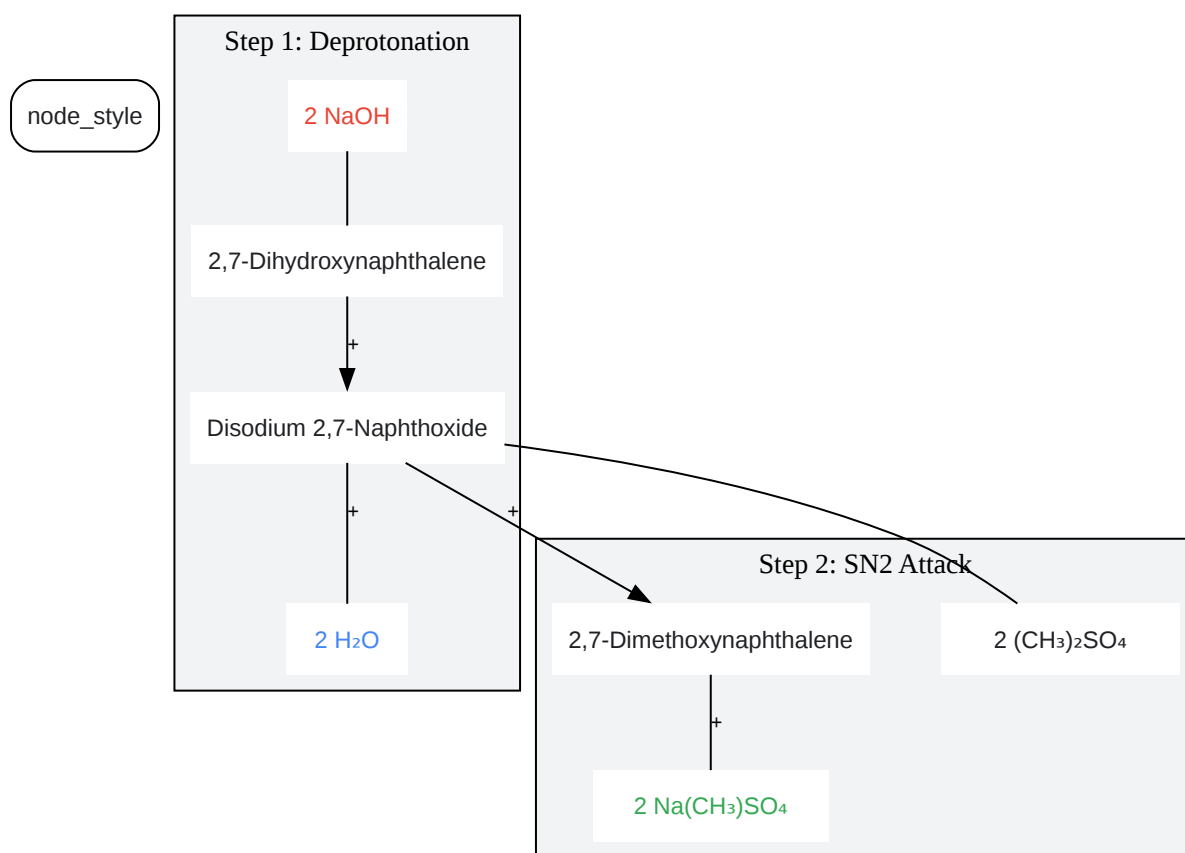 Step 1: Deprotonation
node_style
2 NaOH
2,7-Dihydroxynaphthalene
+
Disodium 2,7-Naphthoxide
+
+
Step 2: SN2 Attack
2 H₂O
2,7-Dimethoxynaphthalene
2 (CH₃)₂SO₄
+
2 Na(CH₃)SO₄